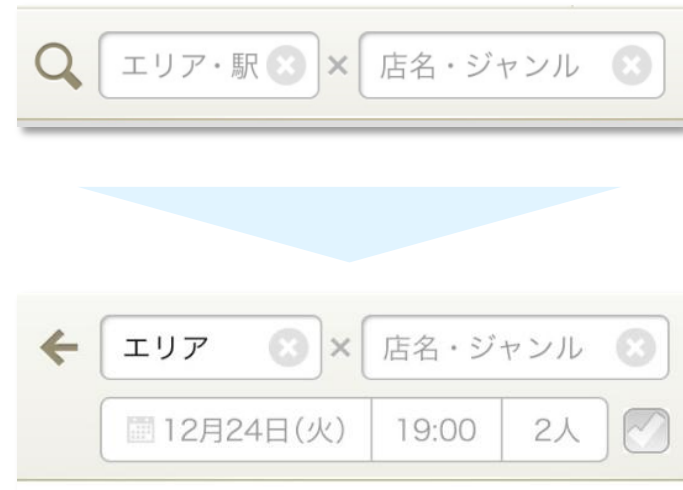 エリア・駅 × 店名・ジャンル
エリア × 店名・ジャンル
12月24日(火) 19:00 2人